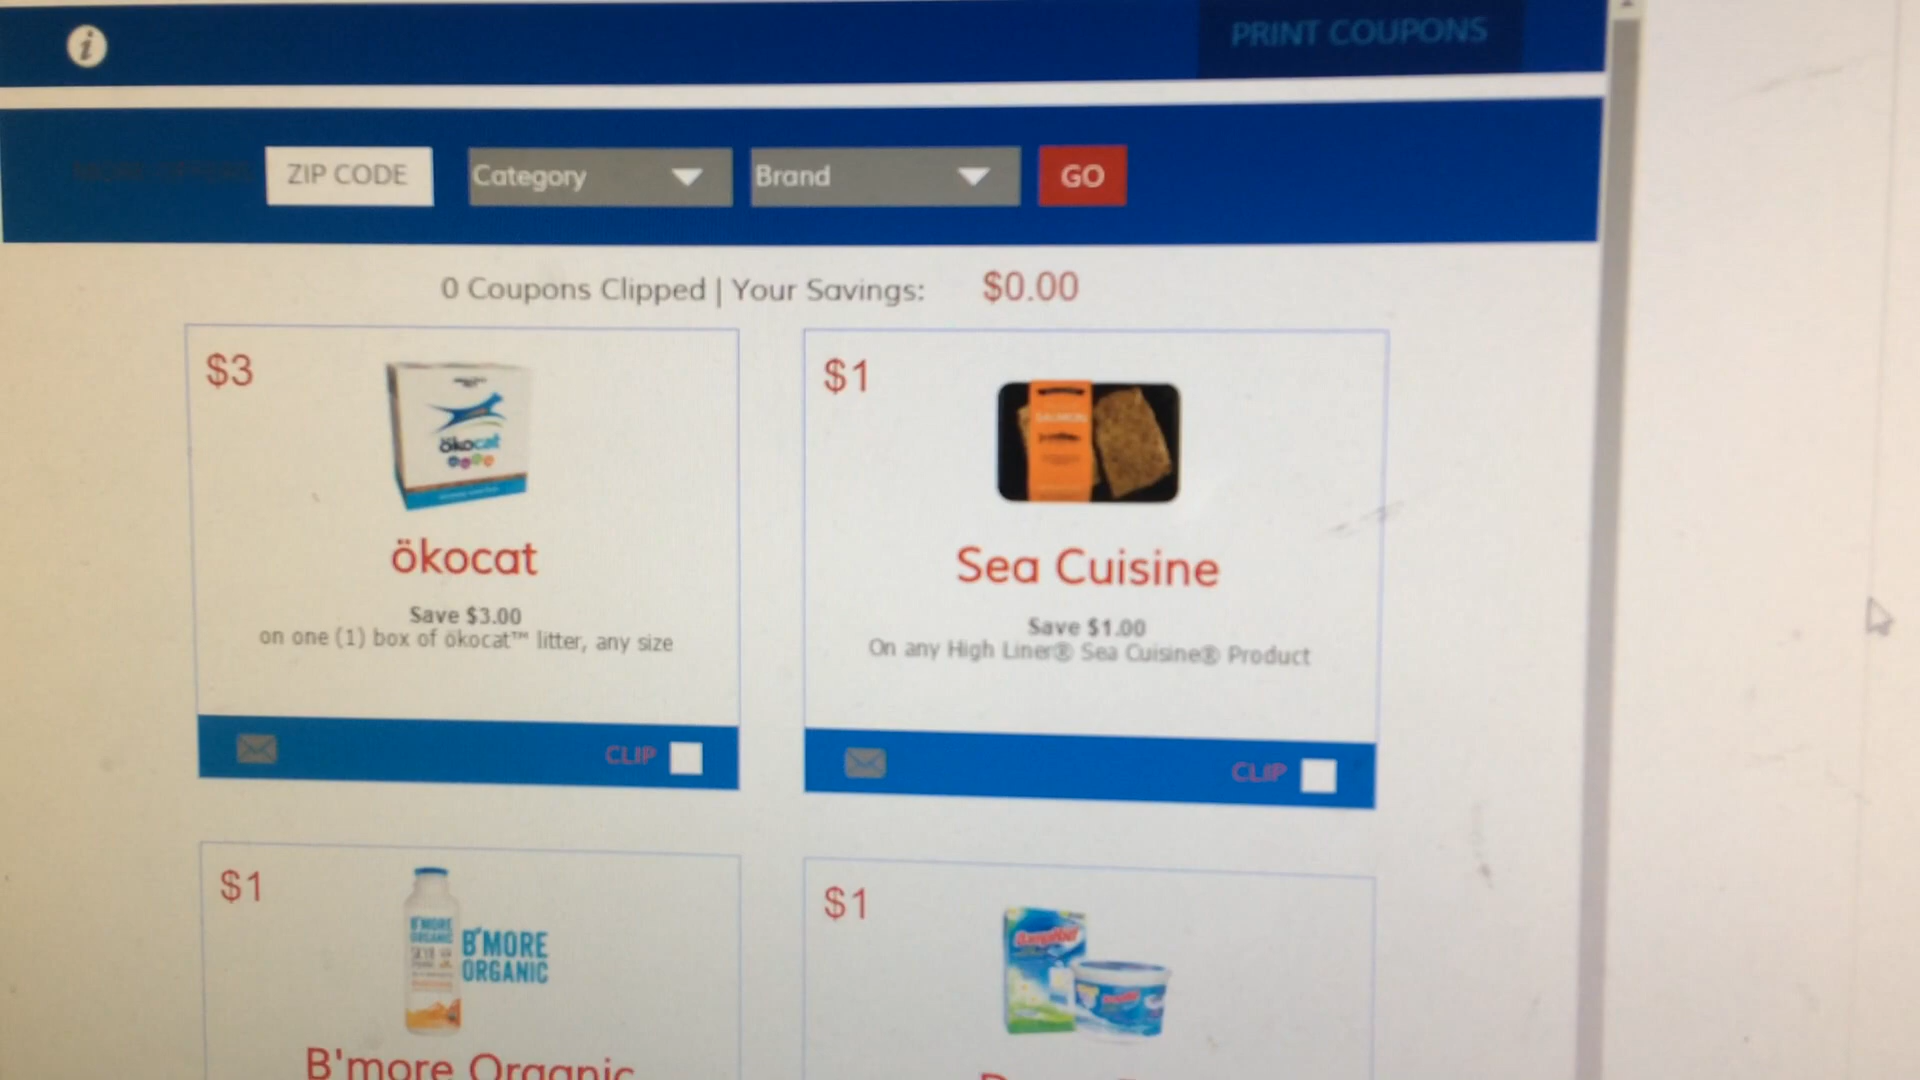 PRINT COUPONS
ZIP CODE
Category
Brand
GO
0 Coupons Clipped | Your Savings: $0.00
$3
ökocat
ökocat
Save $3.00
on one (1) box of ökocat™ litter, any size
CLIP
$1
Sea Cuisine
Save $1.00
On any High Liner® Sea Cuisine® Product
CLIP
$1
B'MORE
ORGANIC
B'MORE
ORGANIC
B'more Organic
$1